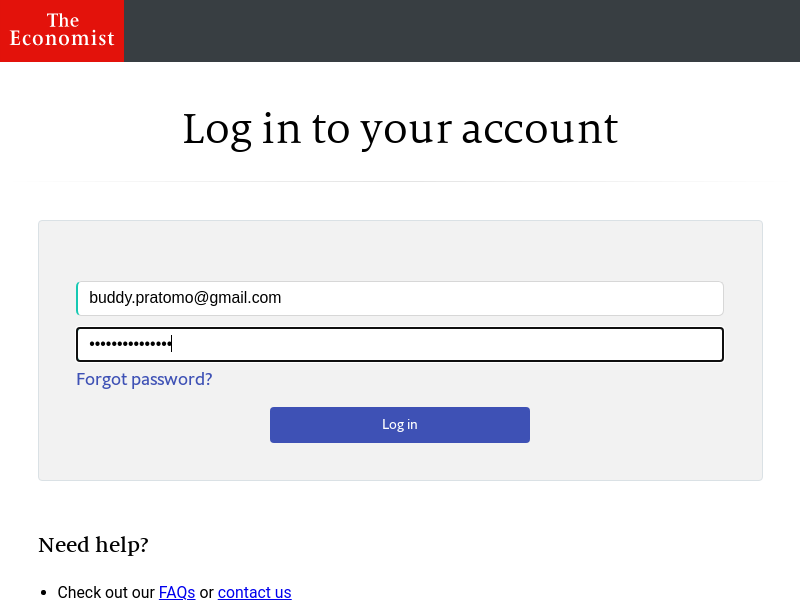 The
Economist
Log in to your account
buddy.pratomo@gmail.com
•••••••••••••••
Forgot password?
Log in
Need help?
• Check out our FAQs or contact us